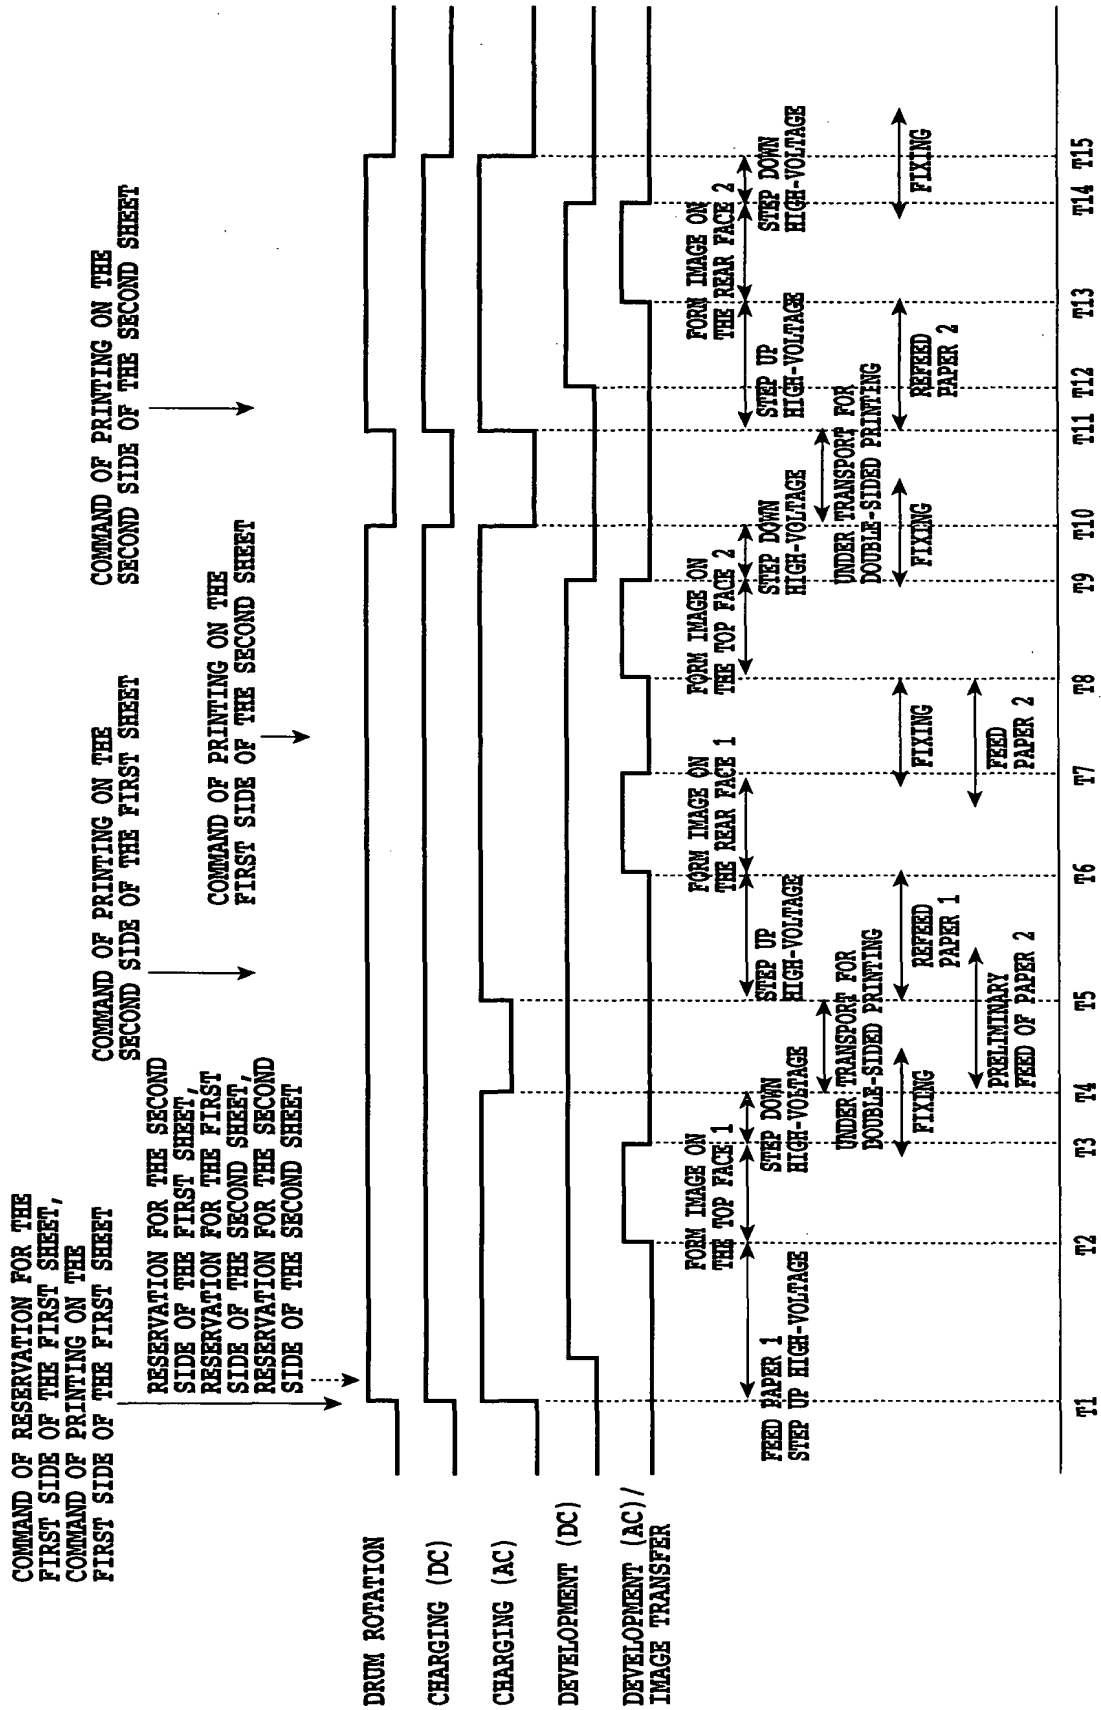 COMMAND OF RESERVATION FOR THE
FIRST SIDE OF THE FIRST SHEET,
COMMAND OF PRINTING ON THE
FIRST SIDE OF THE FIRST SHEET
RESERVATION FOR THE SECOND
SIDE OF THE FIRST SHEET,
RESERVATION FOR THE FIRST
SIDE OF THE SECOND SHEET,
RESERVATION FOR THE SECOND
SIDE OF THE SECOND SHEET
COMMAND OF PRINTING ON THE
SECOND SIDE OF THE FIRST SHEET
COMMAND OF PRINTING ON THE
FIRST SIDE OF THE SECOND SHEET
COMMAND OF PRINTING ON THE
SECOND SIDE OF THE SECOND SHEET
DRUM ROTATION
CHARGING (DC)
CHARGING (AC)
DEVELOPMENT (DC)
DEVELOPMENT (AC)/
IMAGE TRANSFER
FORM IMAGE ON
THE TOP FACE 1
FORM IMAGE ON
THE REAR FACE 1
FORM IMAGE ON
THE TOP FACE 2
FORM IMAGE ON
THE REAR FACE 2
FEED PAPER 1
STEP UP HIGH-VOLTAGE
STEP DOWN
HIGH-VOLTAGE
STEP UP
HIGH-VOLTAGE
STEP DOWN
HIGH-VOLTAGE
STEP UP
HIGH-VOLTAGE
STEP DOWN
HIGH-VOLTAGE
UNDER TRANSPORT FOR
DOUBLE-SIDED PRINTING
UNDER TRANSPORT FOR
DOUBLE-SIDED PRINTING
FIXING
REFEED
PAPER 1
FIXING
FIXING
REFEED
PAPER 2
FIXING
PRELIMINARY
FEED OF PAPER 2
FEED
PAPER 2
T1
T2
T3
T4
T5
T6
T7
T8
T9
T10
T11
T12
T13
T14
T15